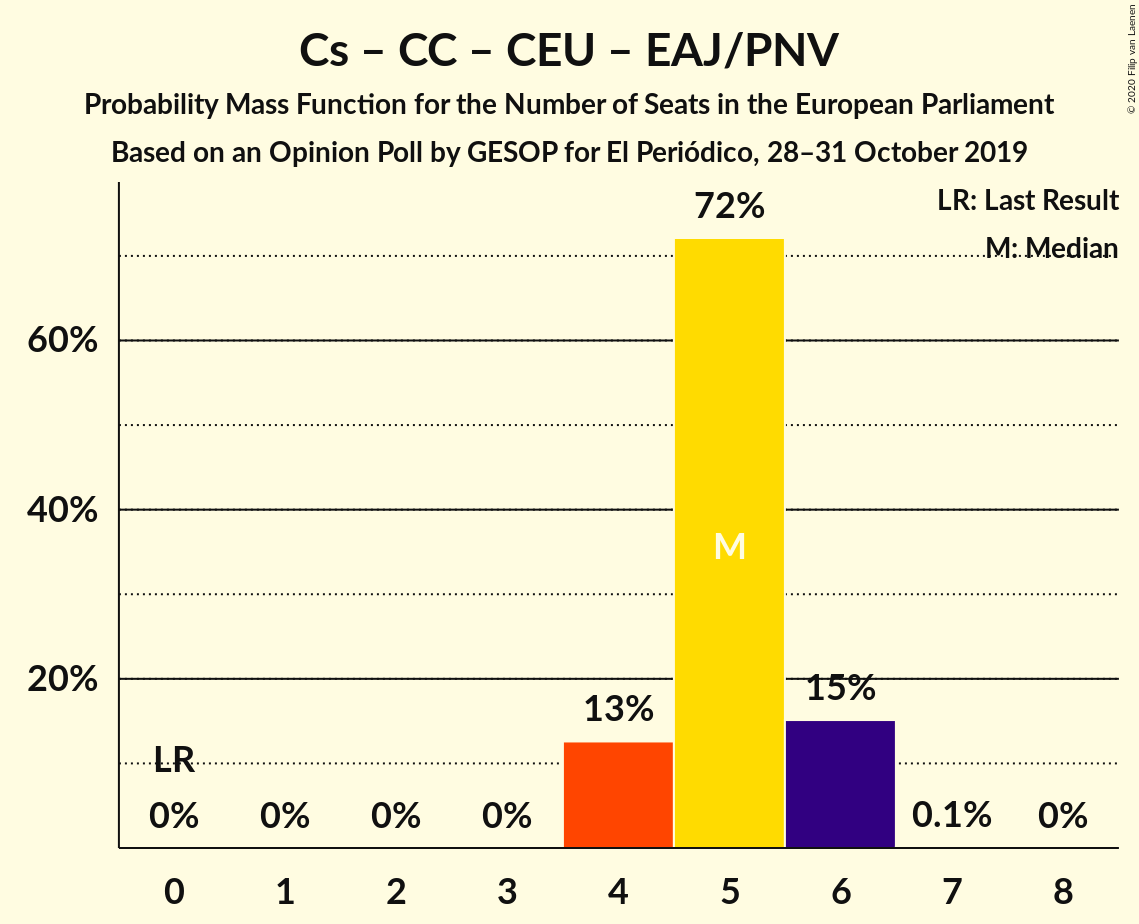 Cs – CC – CEU – EAJ/PNV
Probability Mass Function for the Number of Seats in the European Parliament
Based on an Opinion Poll by GESOP for El Periódico, 28–31 October 2019
© 2020 Filip van Laenen
LR: Last Result
M: Median
72%
60%
40%
M
20%
15%
13%
LR
0% 0% 0% 0% 0.1% 0%
0 1 2 3 4 5 6 7 8